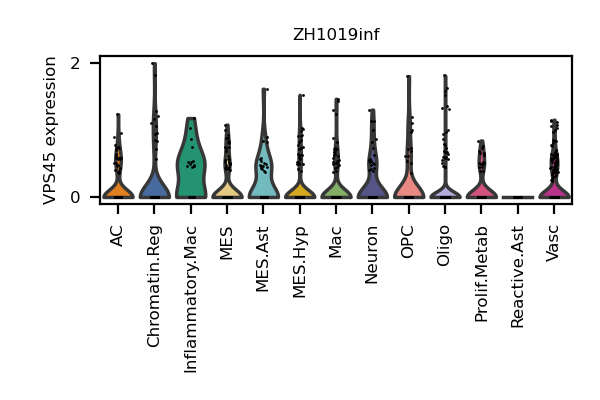 ZH1019inf
VPS45 expression
2
0
AC
Chromatin.Reg
Inflammatory.Mac
MES
MES.Ast
MES.Hyp
Mac
Neuron
OPC
Oligo
Prolif.Metab
Reactive.Ast
Vasc